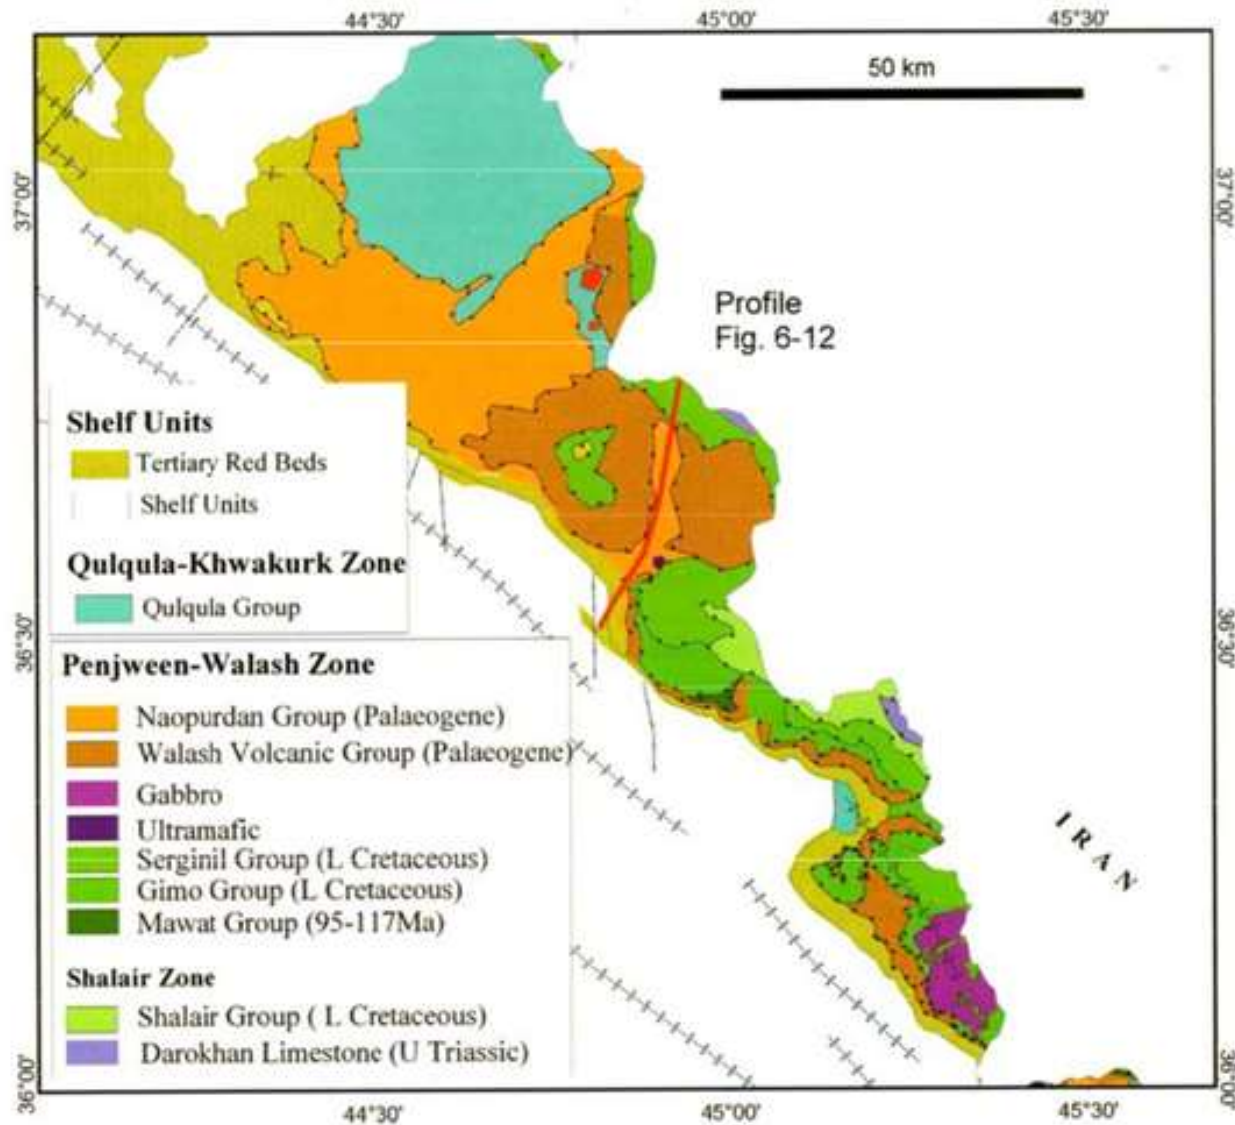 44°30' 45°00' 45°30'
50 km
37°00' 37°00'
Profile
Fig. 6-12
Shelf Units
Tertiary Red Beds
Shelf Units
Qulqula-Khwakurk Zone
Qulqula Group
36°30' 36°30'
Penjween-Walash Zone
Naopurdan Group (Palaeogene)
Walash Volcanic Group (Palaeogene)
Gabbro
Ultramafic
Serginil Group (L Cretaceous)
Gimo Group (L Cretaceous)
Mawat Group (95-117Ma)
IRAN
Shalair Zone
Shalair Group ( L Cretaceous)
Darokhan Limestone (U Triassic)
36°00' 36°00'
44°30' 45°00' 45°30'